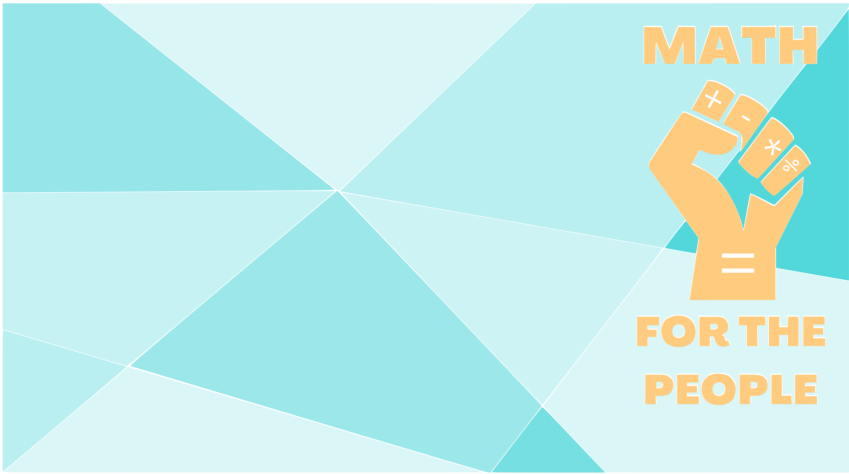 MATH
+
-
*
%
=
FOR THE
PEOPLE